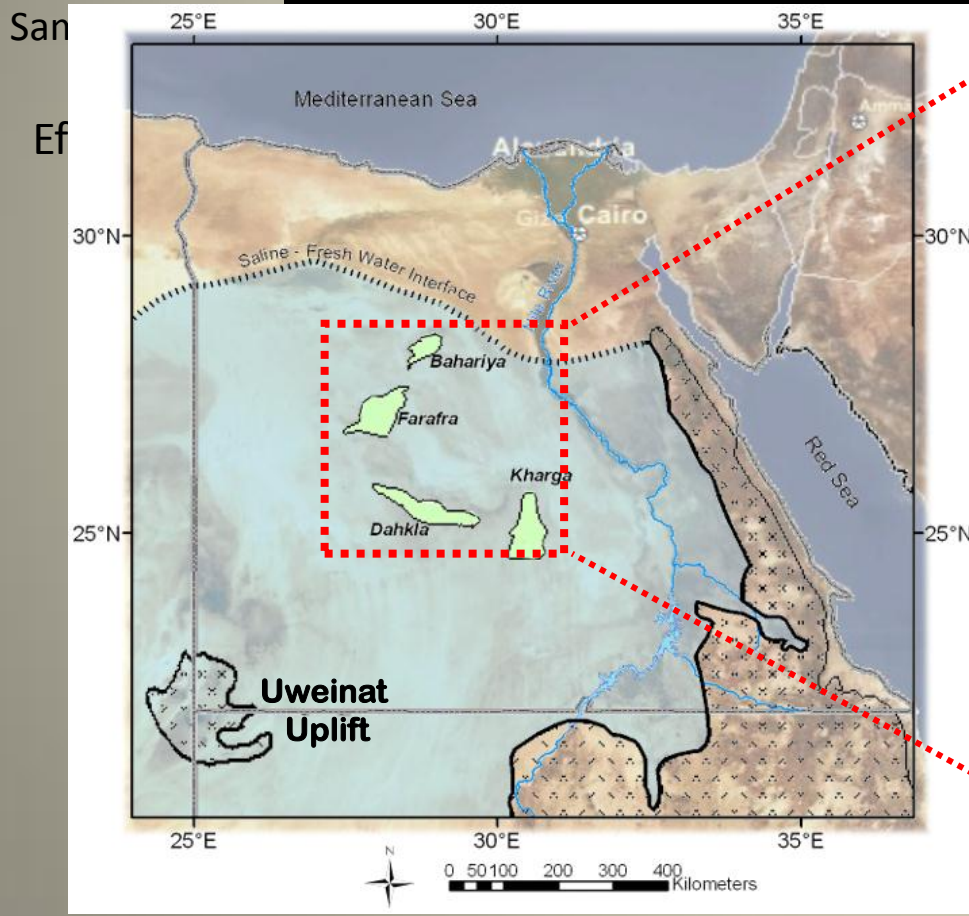 25°E 30°E 35°E
San
Mediterranean Sea
Amma
Ef
Alexandria
Giza Cairo
30°N 30°N
Saline - Fresh Water Interface
River
Bahariya
Farafra
Kharga
Red Sea
25°N Dahkla 25°N
Uweinat
Uplift
25°E 30°E 35°E
N
0 50 100 200 300 400
Kilometers